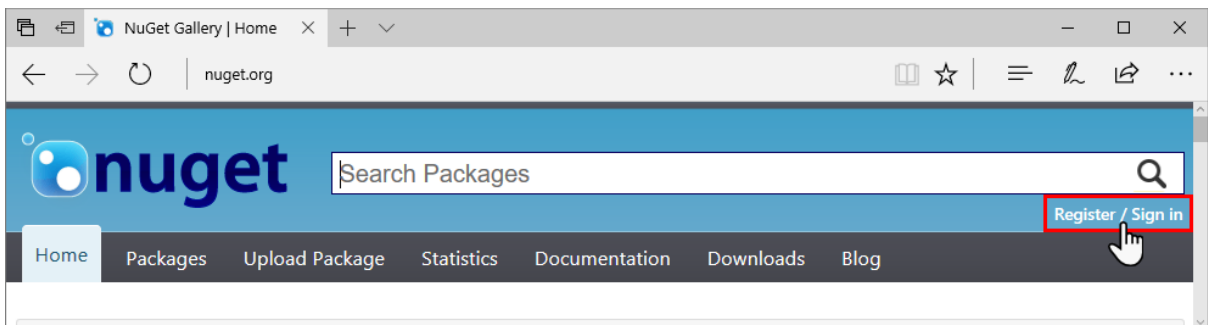 NuGet Gallery | Home
nuget.org
nuget
Search Packages
Register / Sign in
Home Packages Upload Package Statistics Documentation Downloads Blog